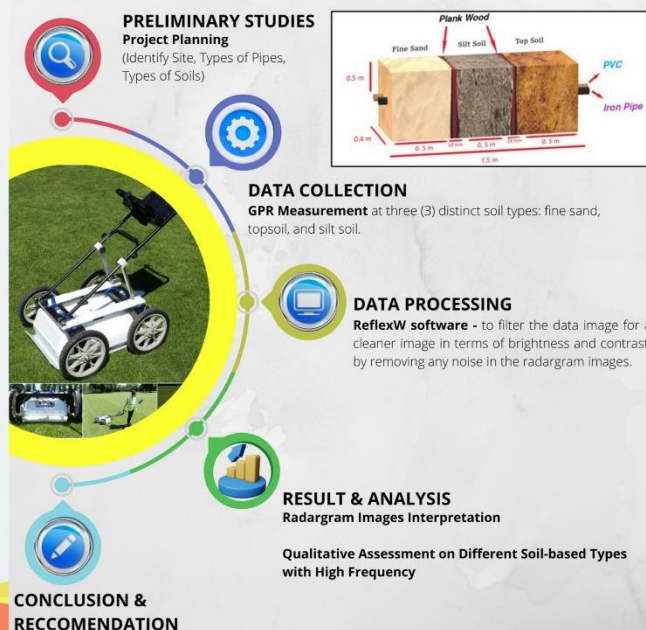 PRELIMINARY STUDIES
Project Planning
(Identify Site, Types of Pipes,
Types of Soils)
Plank Wood
Fine Sand
Silt Soil
Top Soil
PVC
Iron Pipe
0.5 m
0.4 m
0. 5 m
0. 5 m
0. 5 m
1.5 m
DATA COLLECTION
GPR Measurement at three (3) distinct soil types: fine sand,
topsoil, and silt soil.
DATA PROCESSING
ReflexW software - to filter the data image for a
cleaner image in terms of brightness and contrast
by removing any noise in the radargram images.
RESULT & ANALYSIS
Radargram Images Interpretation
Qualitative Assessment on Different Soil-based Types
with High Frequency
CONCLUSION &
RECCOMENDATION